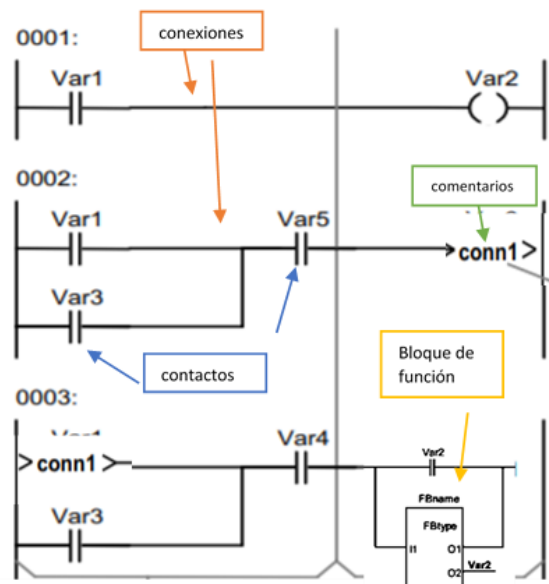 0001:
conexiones
Var1
Var2
0002:
comentarios
Var1
Var5
>conn1>
Var3
contactos
Bloque de
función
0003:
Var4
>conn1>
Var2
Var3
FBname
FBtype
I1
O1
O2
Var2